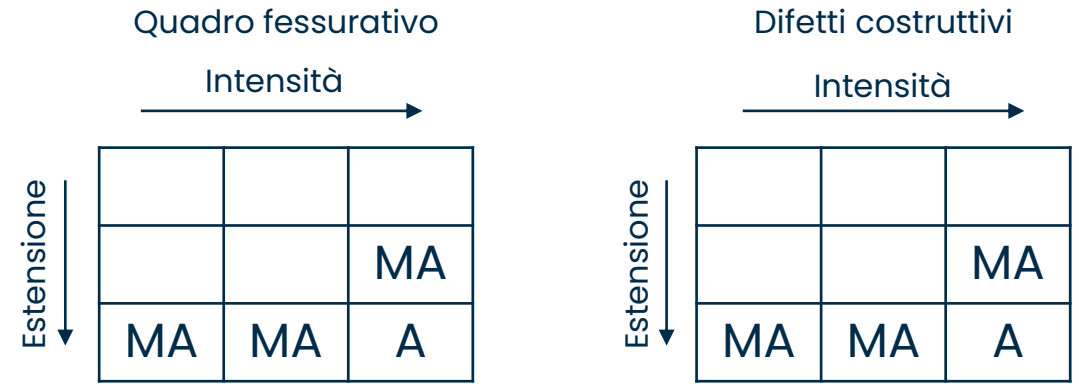 Quadro fessurativo
Intensità
Estensione
MA
MA MA A
Difetti costruttivi
Intensità
Estensione
MA
MA MA A